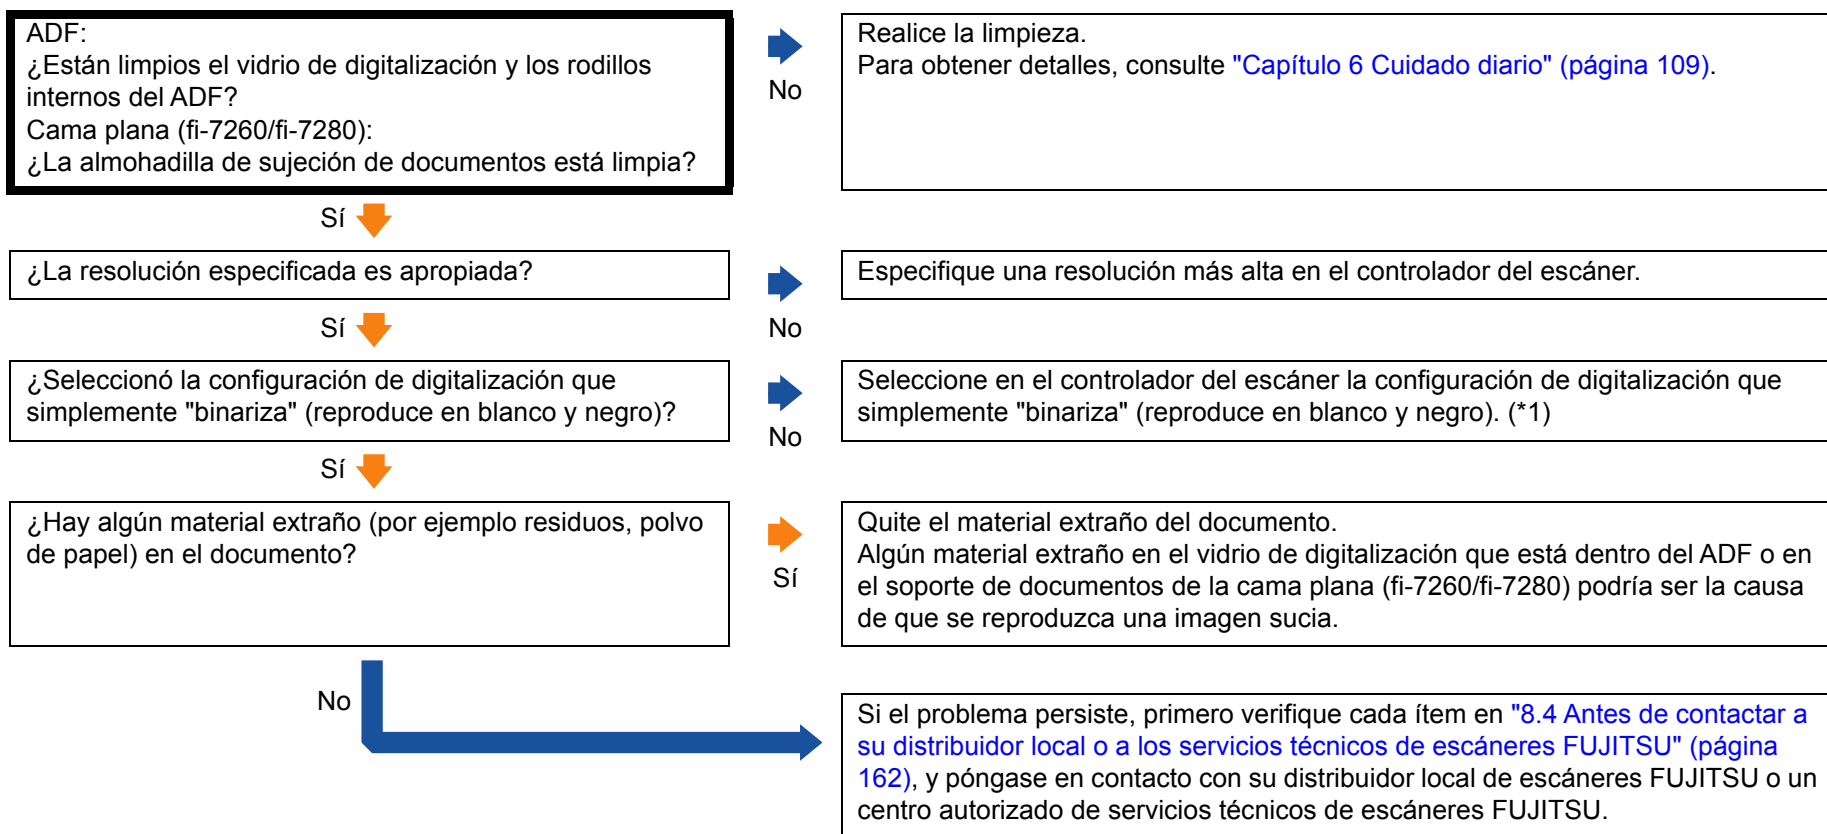 ADF:
¿Están limpios el vidrio de digitalización y los rodillos
internos del ADF?
Cama plana (fi-7260/fi-7280):
¿La almohadilla de sujeción de documentos está limpia?
No
Realice la limpieza.
Para obtener detalles, consulte "Capítulo 6 Cuidado diario" (página 109).
Sí
¿La resolución especificada es apropiada?
No
Especifique una resolución más alta en el controlador del escáner.
Sí
¿Seleccionó la configuración de digitalización que
simplemente "binariza" (reproduce en blanco y negro)?
No
Seleccione en el controlador del escáner la configuración de digitalización que
simplemente "binariza" (reproduce en blanco y negro). (*1)
Sí
¿Hay algún material extraño (por ejemplo residuos, polvo
de papel) en el documento?
Sí
Quite el material extraño del documento.
Algún material extraño en el vidrio de digitalización que está dentro del ADF o en
el soporte de documentos de la cama plana (fi-7260/fi-7280) podría ser la causa
de que se reproduzca una imagen sucia.
No
Si el problema persiste, primero verifique cada ítem en "8.4 Antes de contactar a
su distribuidor local o a los servicios técnicos de escáneres FUJITSU" (página
162), y póngase en contacto con su distribuidor local de escáneres FUJITSU o un
centro autorizado de servicios técnicos de escáneres FUJITSU.